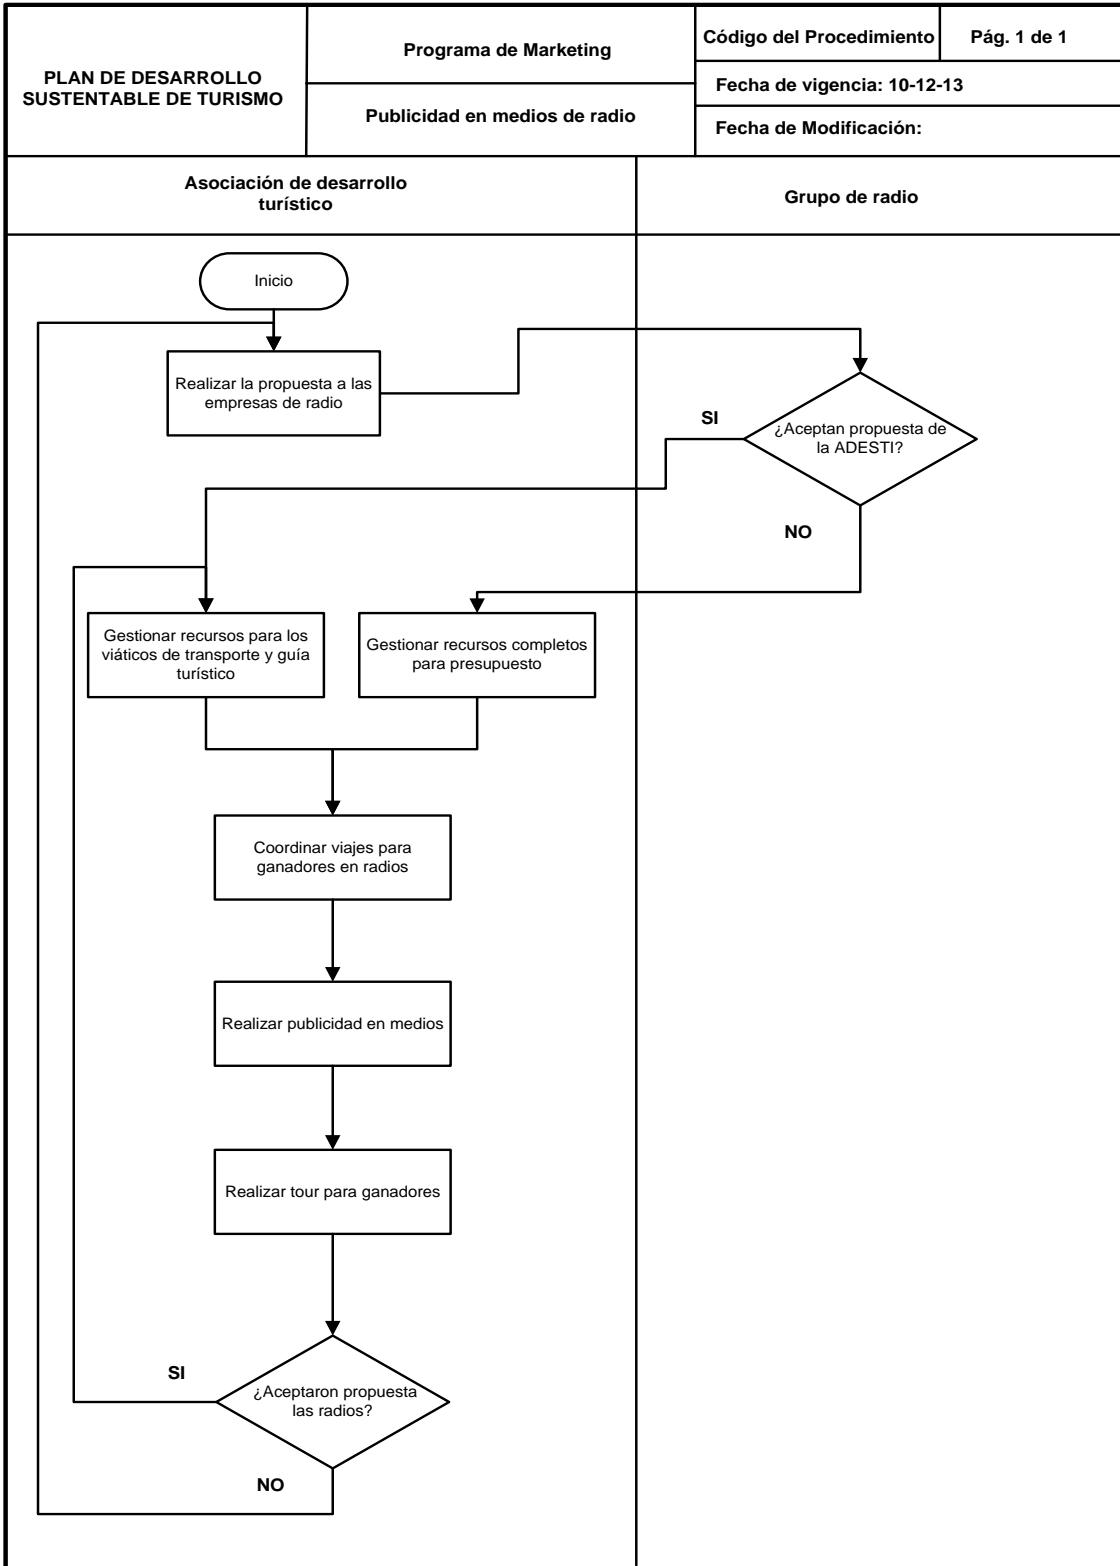 PLAN DE DESARROLLO
SUSTENTABLE DE TURISMO
Programa de Marketing
Publicidad en medios de radio
Código del Procedimiento
Pág. 1 de 1
Fecha de vigencia: 10-12-13
Fecha de Modificación:
Asociación de desarrollo
turístico
Grupo de radio
Inicio
Realizar la propuesta a las
empresas de radio
¿Aceptan propuesta de
la ADESTI?
SI
NO
Gestionar recursos para los
viáticos de transporte y guía
turístico
Gestionar recursos completos
para presupuesto
Coordinar viajes para
ganadores en radios
Realizar publicidad en medios
Realizar tour para ganadores
¿Aceptaron propuesta
las radios?
SI
NO